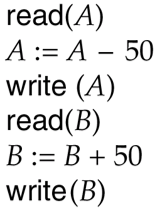 read(A)
A := A − 50
write (A)
read(B)
B := B + 50
write(B)